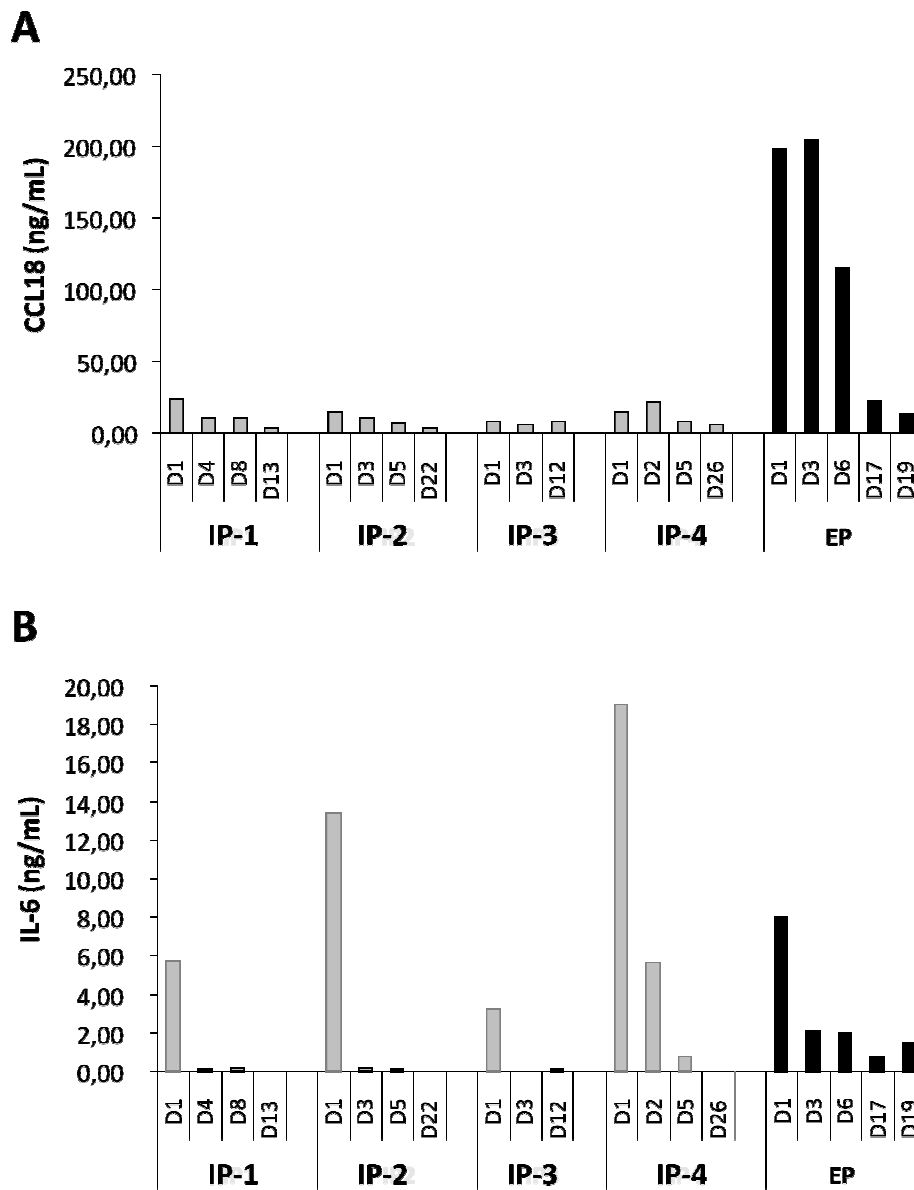 A
250,00
200,00
150,00
100,00
50,00
0,00
CCL18 (ng/mL)
D1 D4 D8 D13 D1 D3 D5 D22 D1 D3 D12 D1 D2 D5 D26 D1 D3 D6 D17 D19
IP-1 IP-2 IP-3 IP-4 EP
B
20,00
18,00
16,00
14,00
12,00
10,00
8,00
6,00
4,00
2,00
0,00
IL-6 (ng/mL)
D1 D4 D8 D13 D1 D3 D5 D22 D1 D3 D12 D1 D2 D5 D26 D1 D3 D6 D17 D19
IP-1 IP-2 IP-3 IP-4 EP